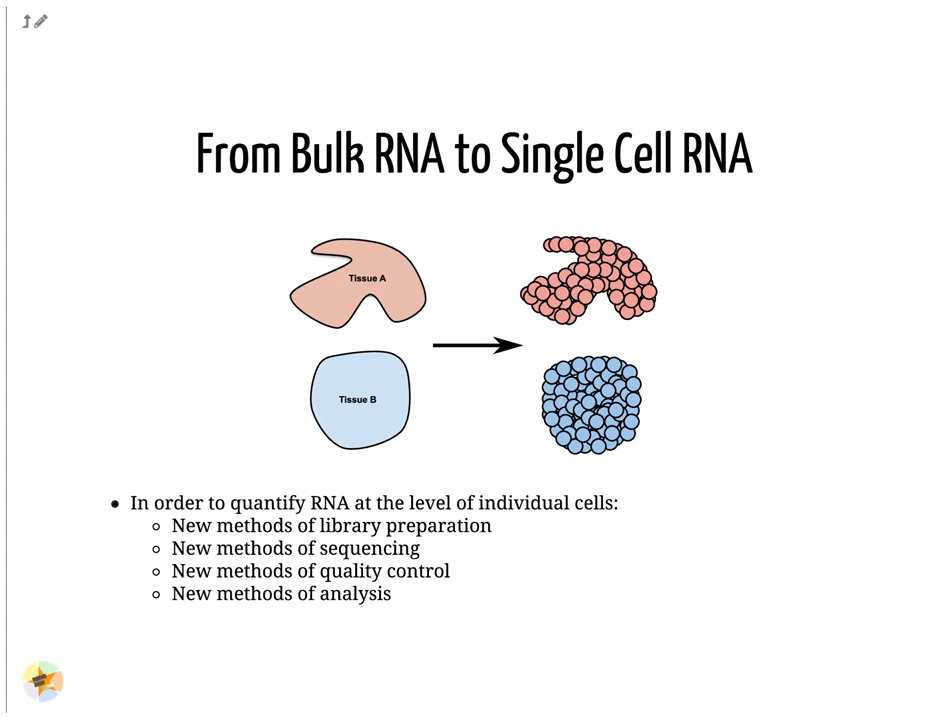 From Bulk RNA to Single Cell RNA
Tissue A
Tissue B
In order to quantify RNA at the level of individual cells:
New methods of library preparation
New methods of sequencing
New methods of quality control
New methods of analysis